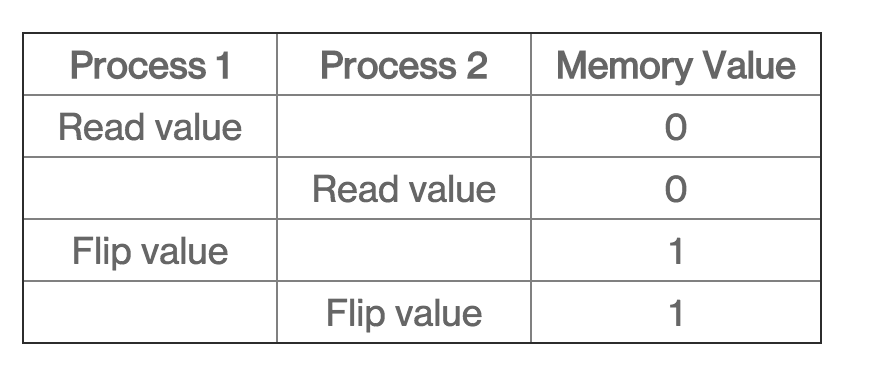 Process 1 Process 2 Memory Value
Read value 0
Read value 0
Flip value 1
Flip value 1